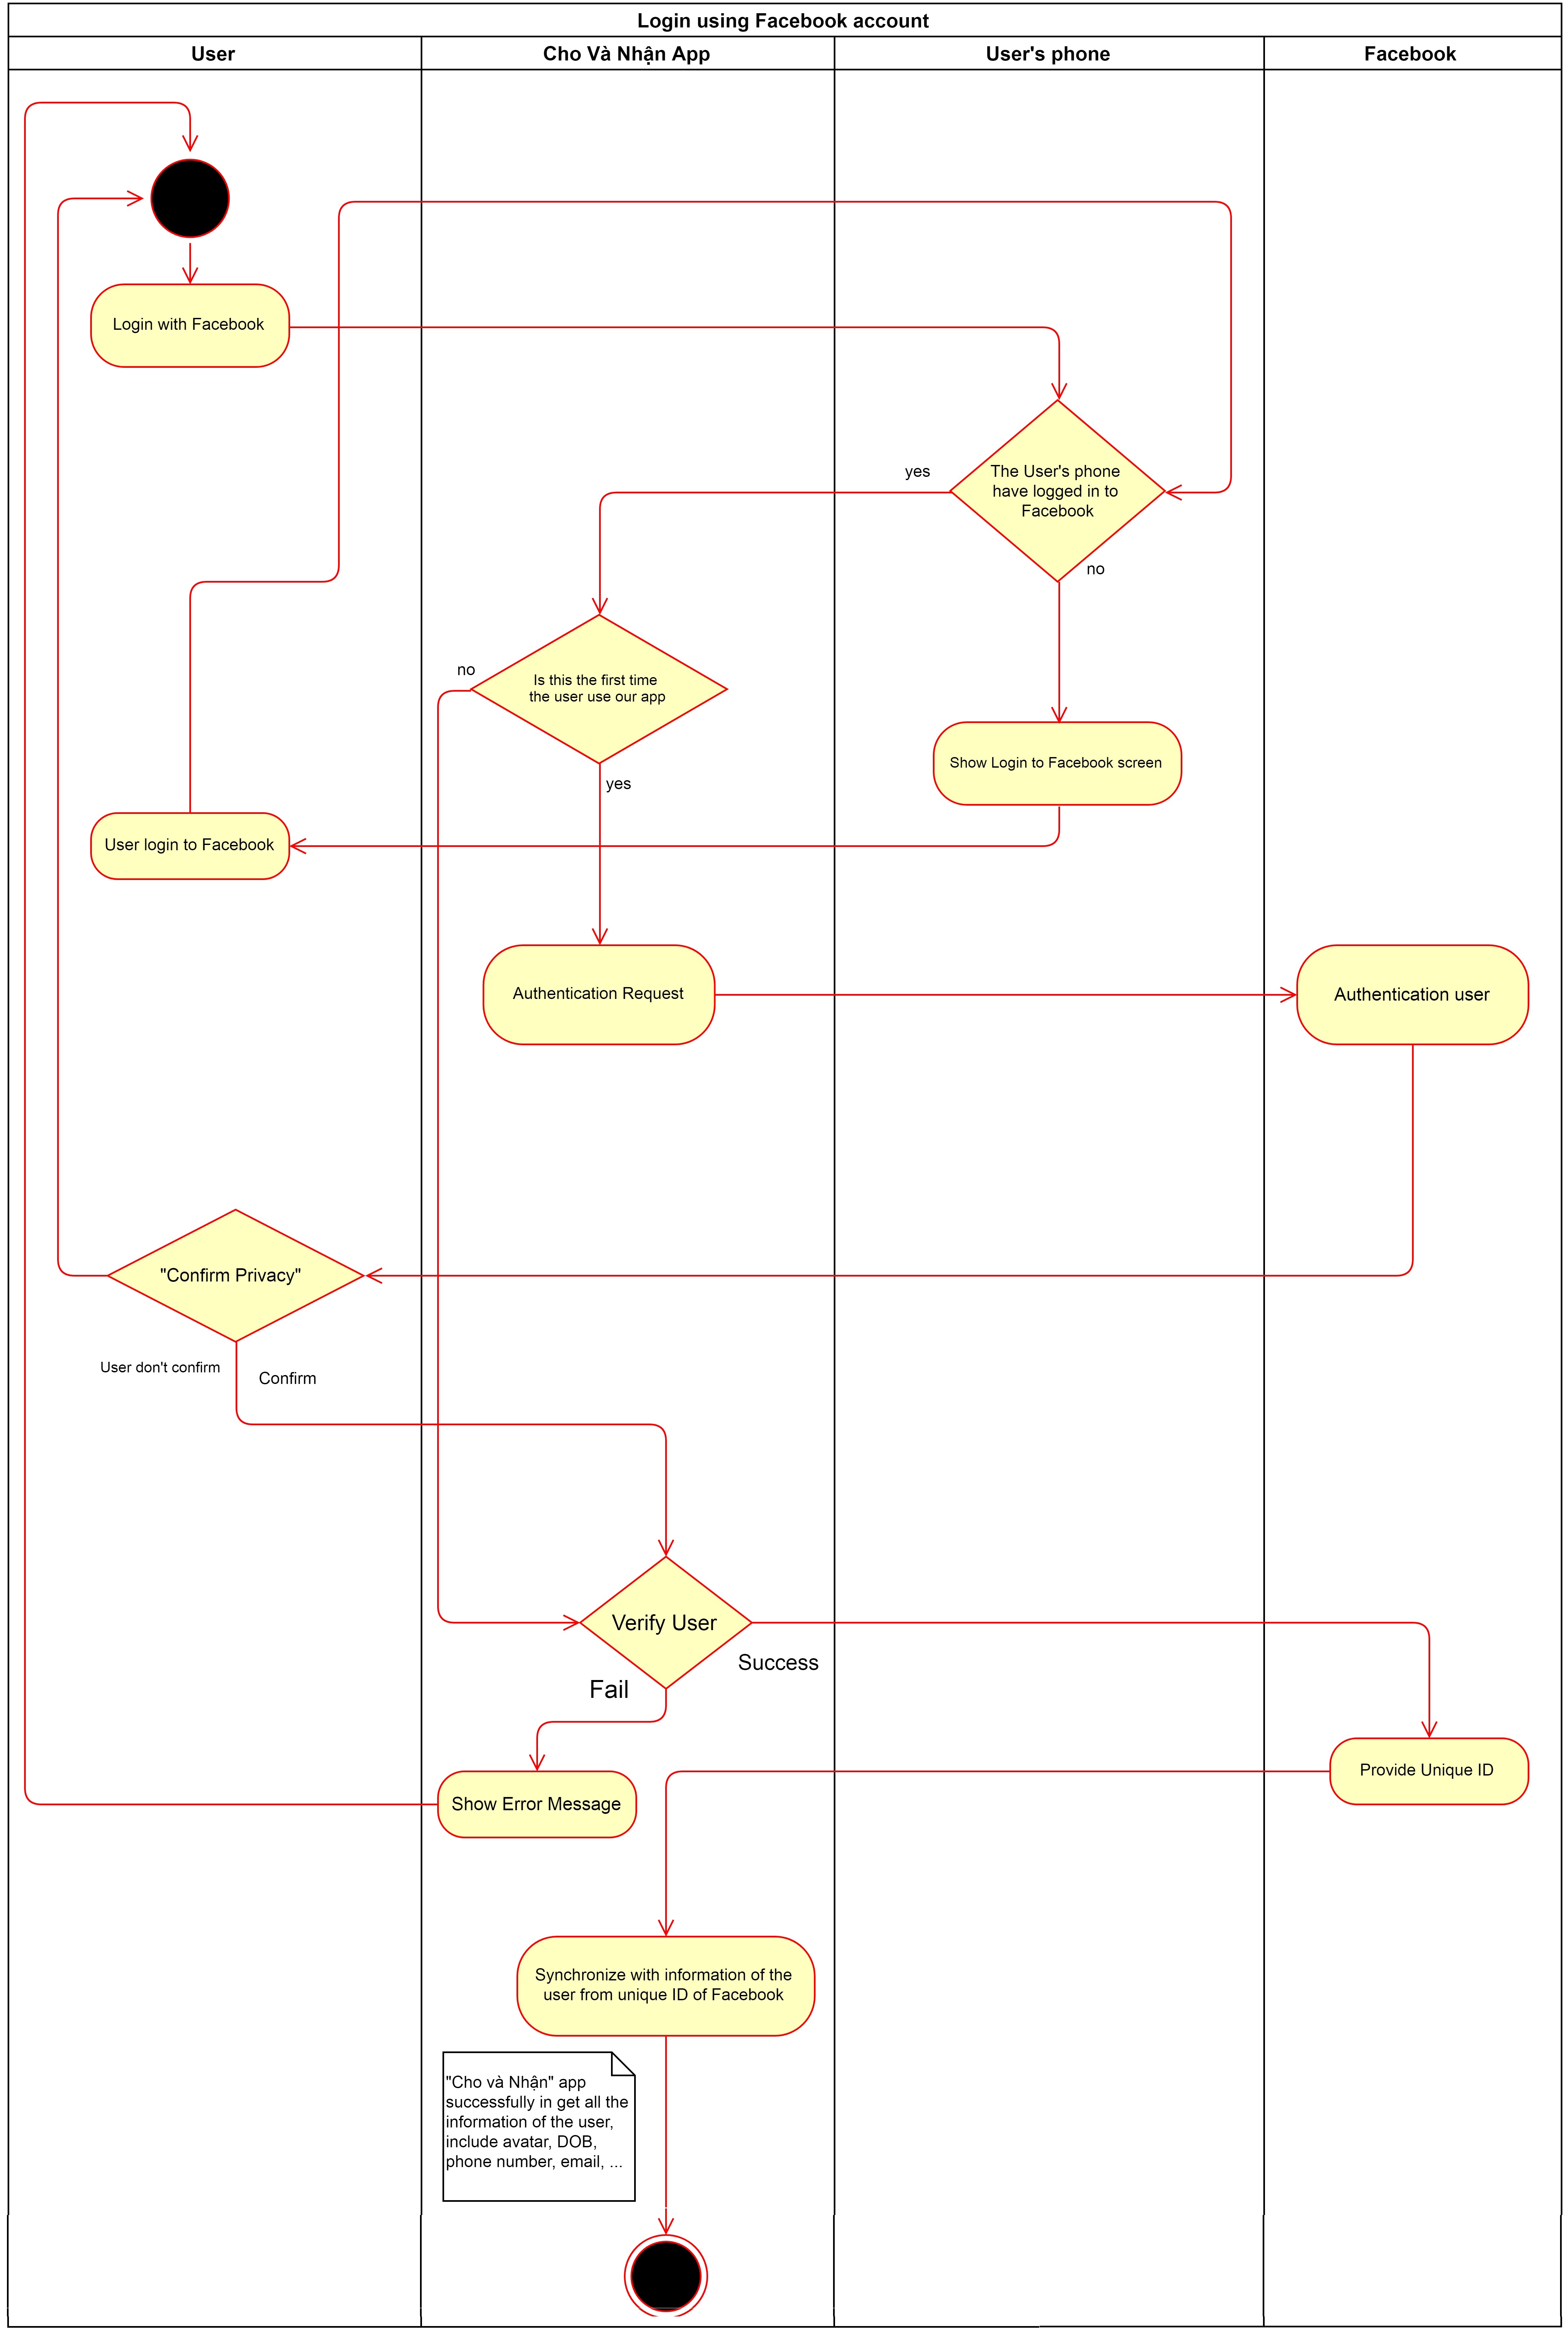 Login using Facebook account
User
Cho Và Nhận App
User's phone
Facebook
Login with Facebook
yes
The User's phone
have logged in to
Facebook
no
no
Is this the first time
the user use our app
yes
Show Login to Facebook screen
User login to Facebook
Authentication Request
Authentication user
"Confirm Privacy"
User don't confirm
Confirm
Verify User
Success
Fail
Provide Unique ID
Show Error Message
Synchronize with information of the
user from unique ID of Facebook
"Cho và Nhận" app
successfully in get all the
information of the user,
include avatar, DOB,
phone number, email, ...